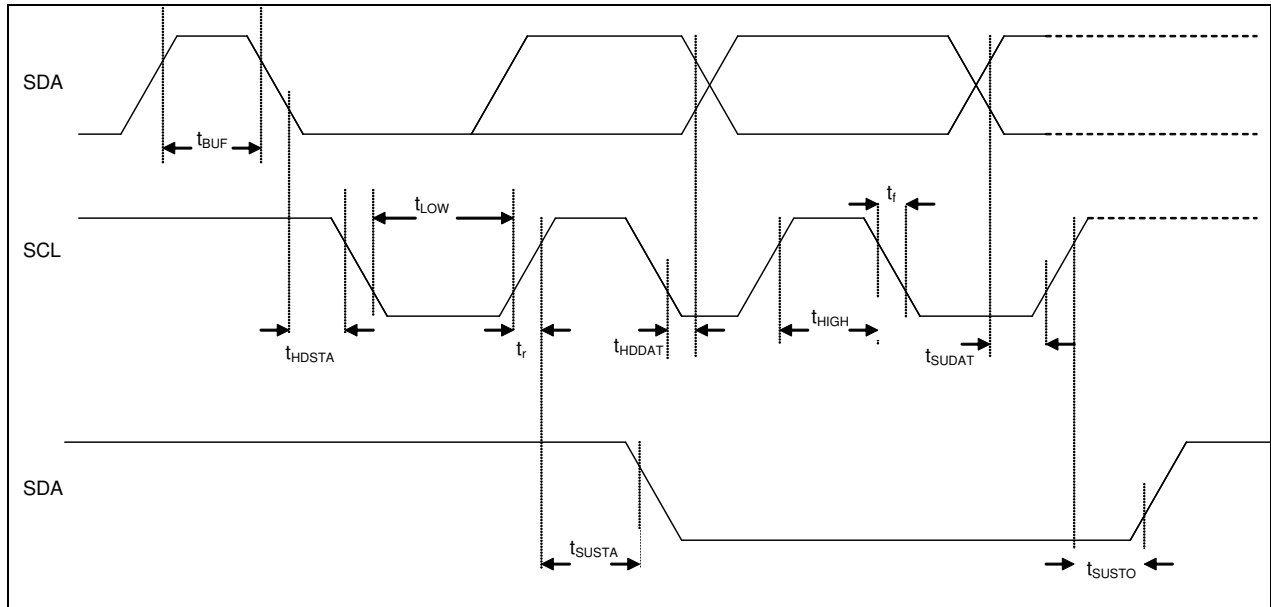 SDA
tBUF
tLOW
tf
SCL
tHDSTA
tr
tHDDAT
tHIGH
tSUDAT
SDA
tSUSTA
tSUSTO